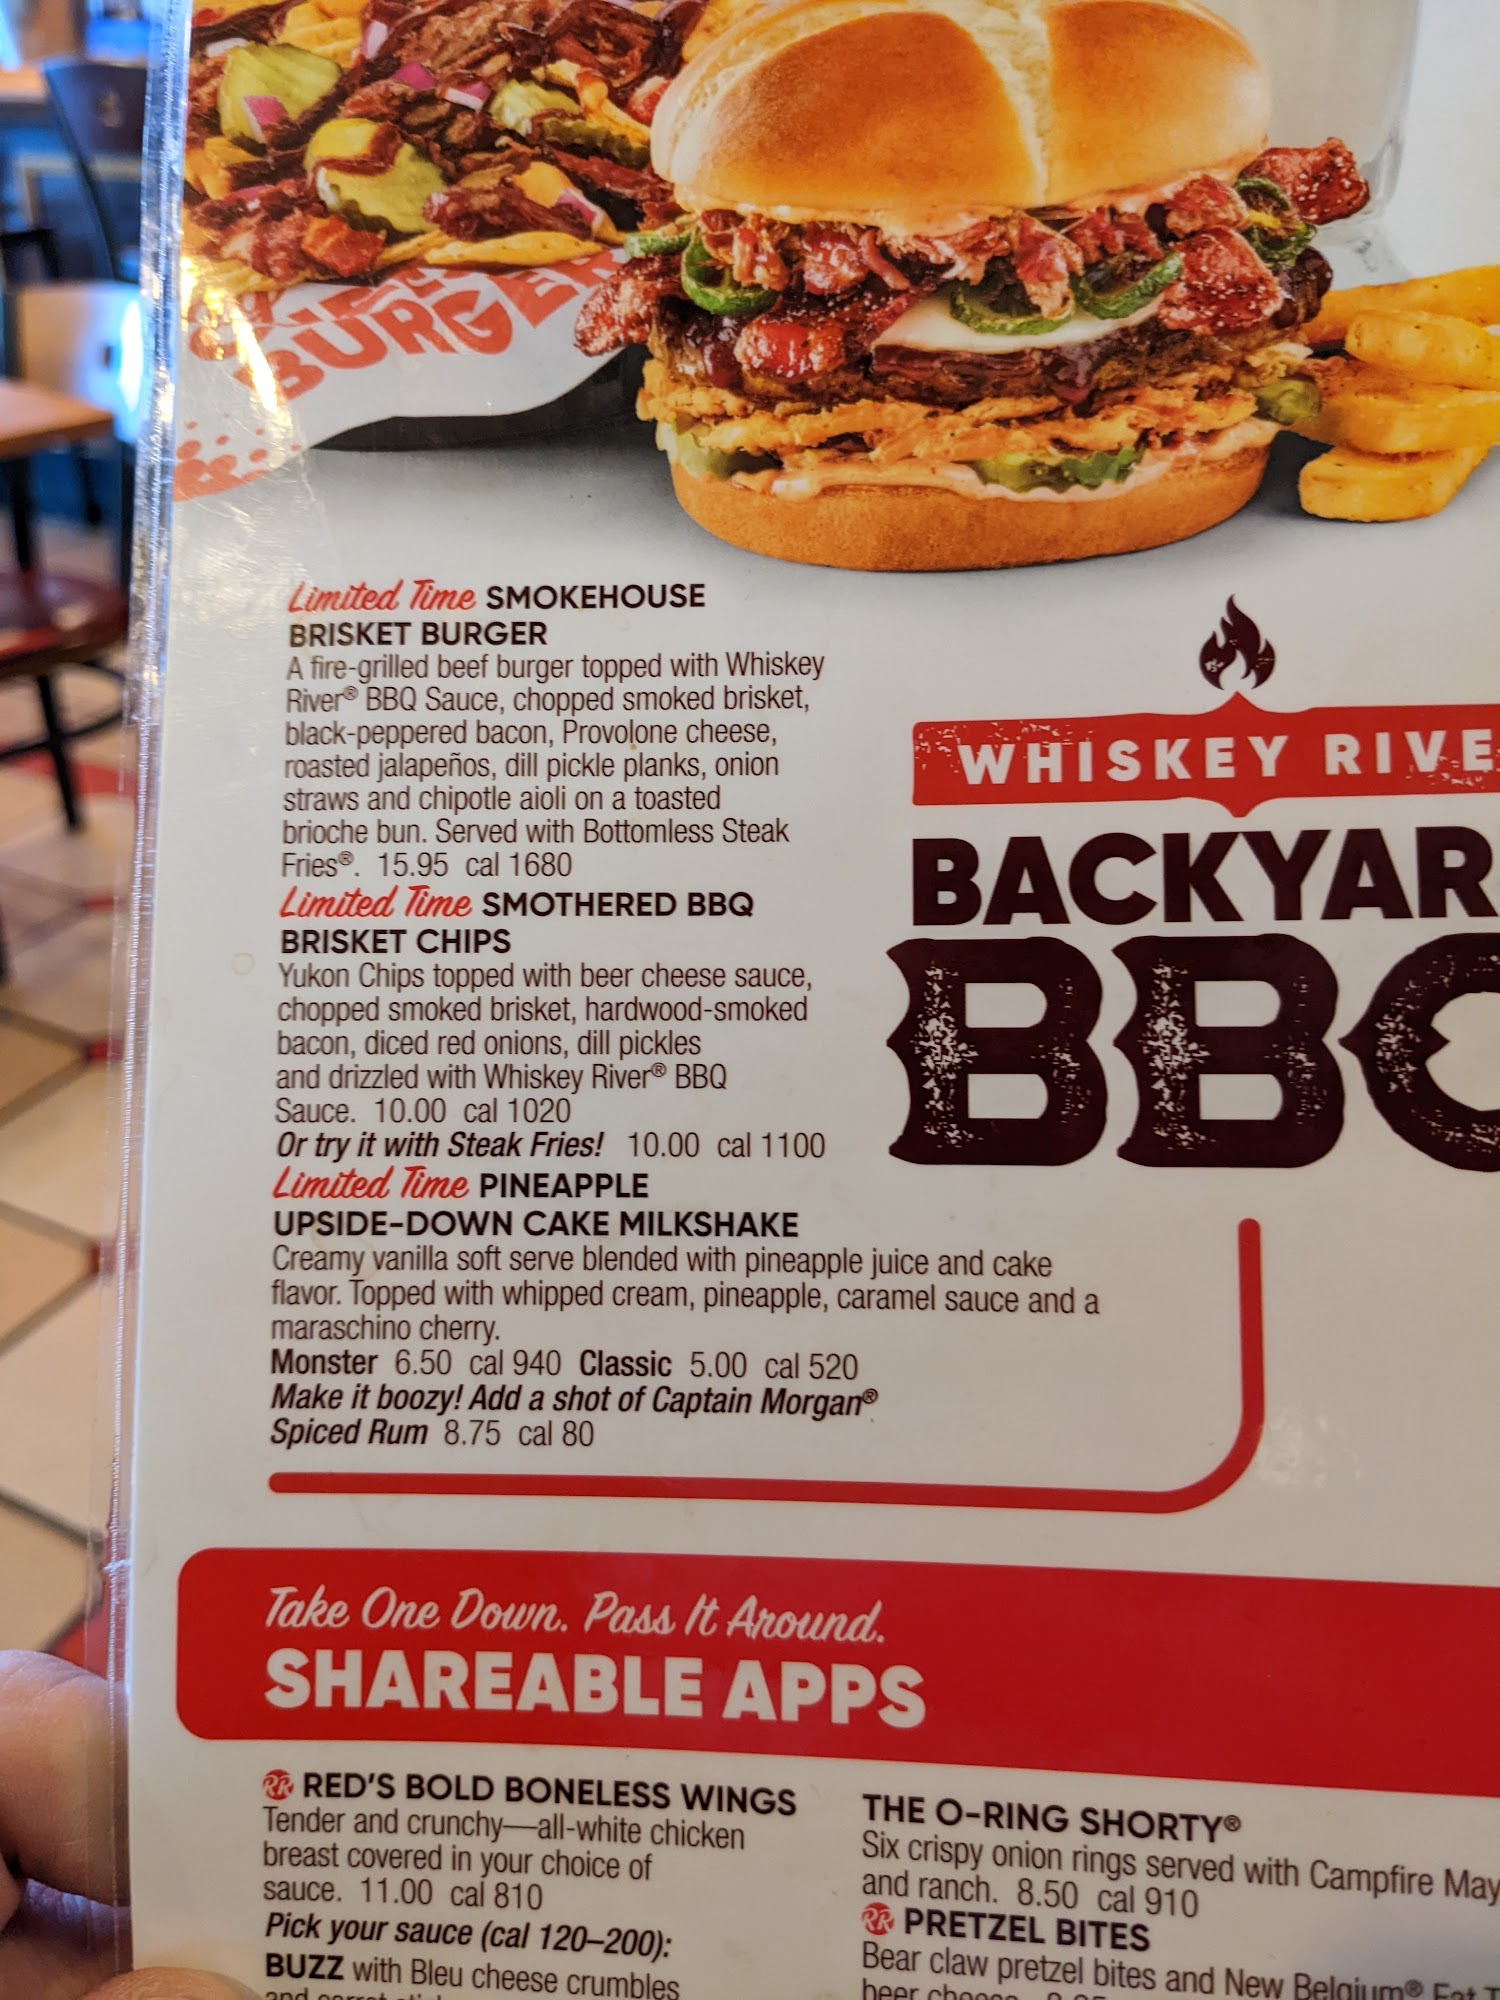 BURGER
Limited Time SMOKEHOUSE
BRISKET BURGER
A fire-grilled beef burger topped with Whiskey
River® BBQ Sauce, chopped smoked brisket,
black-peppered bacon, Provolone cheese,
roasted jalapeños, dill pickle planks, onion
straws and chipotle aioli on a toasted
brioche bun. Served with Bottomless Steak
Fries®. 15.95 cal 1680
Limited Time SMOTHERED BBQ
BRISKET CHIPS
Yukon Chips topped with beer cheese sauce,
chopped smoked brisket, hardwood-smoked
bacon, diced red onions, dill pickles
and drizzled with Whiskey River® BBQ
Sauce. 10.00 cal 1020
Or try it with Steak Fries! 10.00 cal 1100
Limited Time PINEAPPLE
UPSIDE-DOWN CAKE MILKSHAKE
Creamy vanilla soft serve blended with pineapple juice and cake
flavor. Topped with whipped cream, pineapple, caramel sauce and a
maraschino cherry.
Monster 6.50 cal 940 Classic 5.00 cal 520
Make it boozy! Add a shot of Captain Morgan®
Spiced Rum 8.75 cal 80
WHISKEY RIVE
BACKYAR
BBQ
Take One Down. Pass It Around.
SHAREABLE APPS
RR RED'S BOLD BONELESS WINGS
Tender and crunchy—all-white chicken
breast covered in your choice of
sauce. 11.00 cal 810
Pick your sauce (cal 120–200):
BUZZ with Bleu cheese crumbles
THE O-RING SHORTY®
Six crispy onion rings served with Campfire May
and ranch. 8.50 cal 910
RR PRETZEL BITES
Bear claw pretzel bites and New Belgium® Fat T